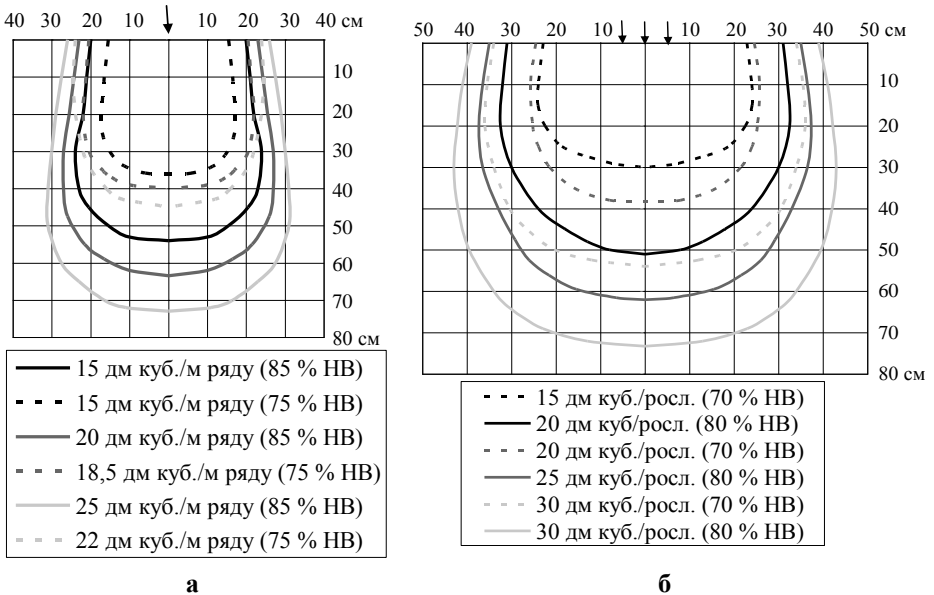 40 30 20 10 10 20 30 40 см
10
20
30
40
50
60
70
80 см
15 дм куб./м ряду (85 % НВ)
15 дм куб./м ряду (75 % НВ)
20 дм куб./м ряду (85 % НВ)
18,5 дм куб./м ряду (75 % НВ)
25 дм куб./м ряду (85 % НВ)
22 дм куб./м ряду (75 % НВ)
а
50 40 30 20 10 10 20 30 40 50 см
10
20
30
40
50
60
70
80 см
15 дм куб./росл. (70 % НВ)
20 дм куб/росл. (80 % НВ)
20 дм куб./росл. (70 % НВ)
25 дм куб./росл. (80 % НВ)
30 дм куб./росл. (70 % НВ)
30 дм куб./росл. (80 % НВ)
б